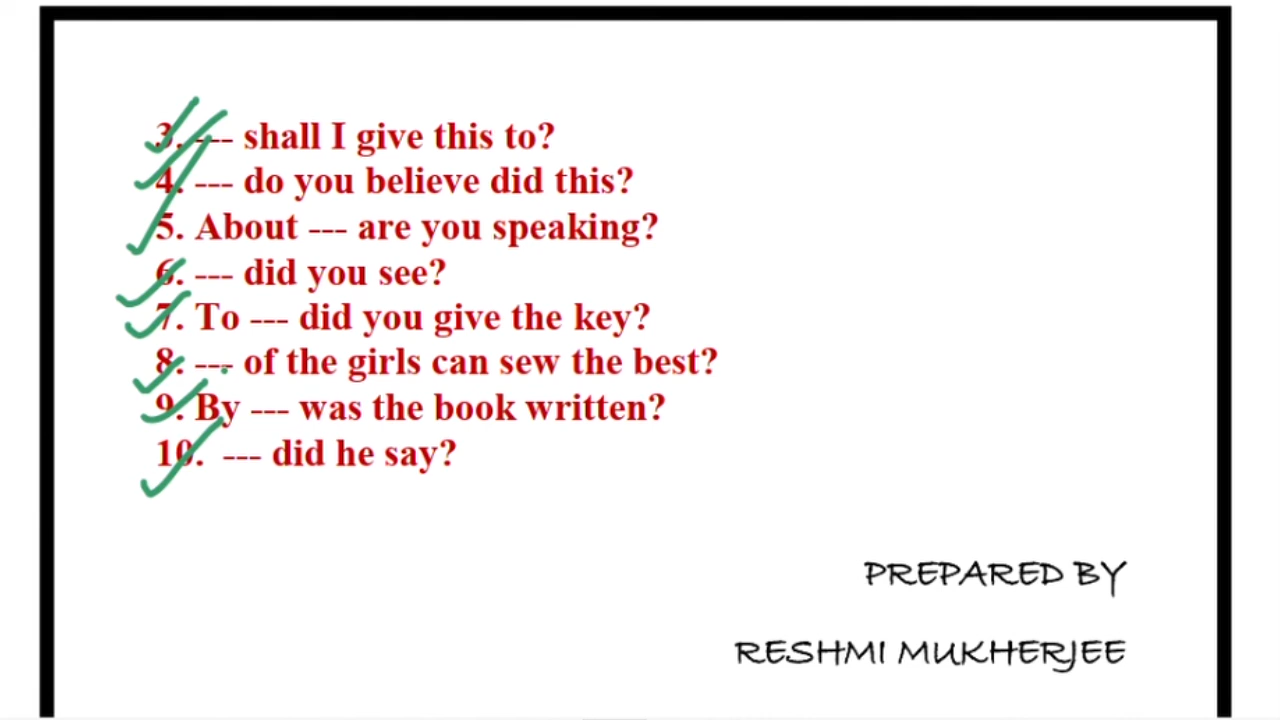 3. --- shall I give this to?
4. --- do you believe did this?
5. About --- are you speaking?
6. --- did you see?
7. To --- did you give the key?
8. --- of the girls can sew the best?
9. By --- was the book written?
10. --- did he say?
PREPARED BY
RESHMI MUKHERJEE